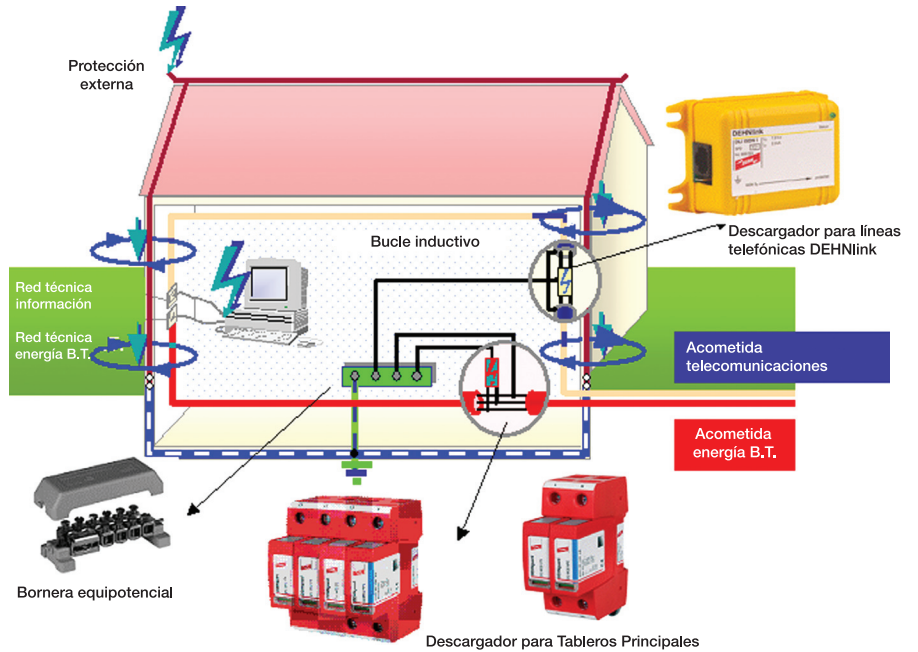 Protección
externa
DEHNlink
Descargador para líneas
telefónicas DEHNlink
Bucle inductivo
Red técnica
información
Red técnica
energía B.T.
Acometida
telecomunicaciones
Acometida
energía B.T.
Bornera equipotencial
Descargador para Tableros Principales